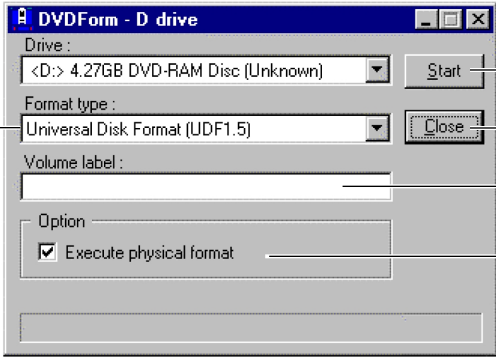 DVDForm - D drive
Drive :
<D:> 4.27GB DVD-RAM Disc (Unknown)
Start
Format type :
Universal Disk Format (UDF1.5)
Close
Volume label :
Option
Execute physical format